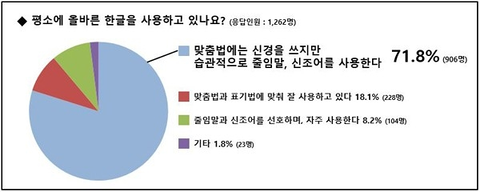 ◆ 평소에 올바른 한글을 사용하고 있나요? (응답인원 : 1,262명)
맞춤법에는 신경을 쓰지만
습관적으로 줄임말, 신조어를 사용한다 71.8% (906명)
맞춤법과 표기법에 맞춰 잘 사용하고 있다 18.1% (228명)
줄임말과 신조어를 선호하며, 자주 사용한다 8.2% (104명)
기타 1.8% (23명)